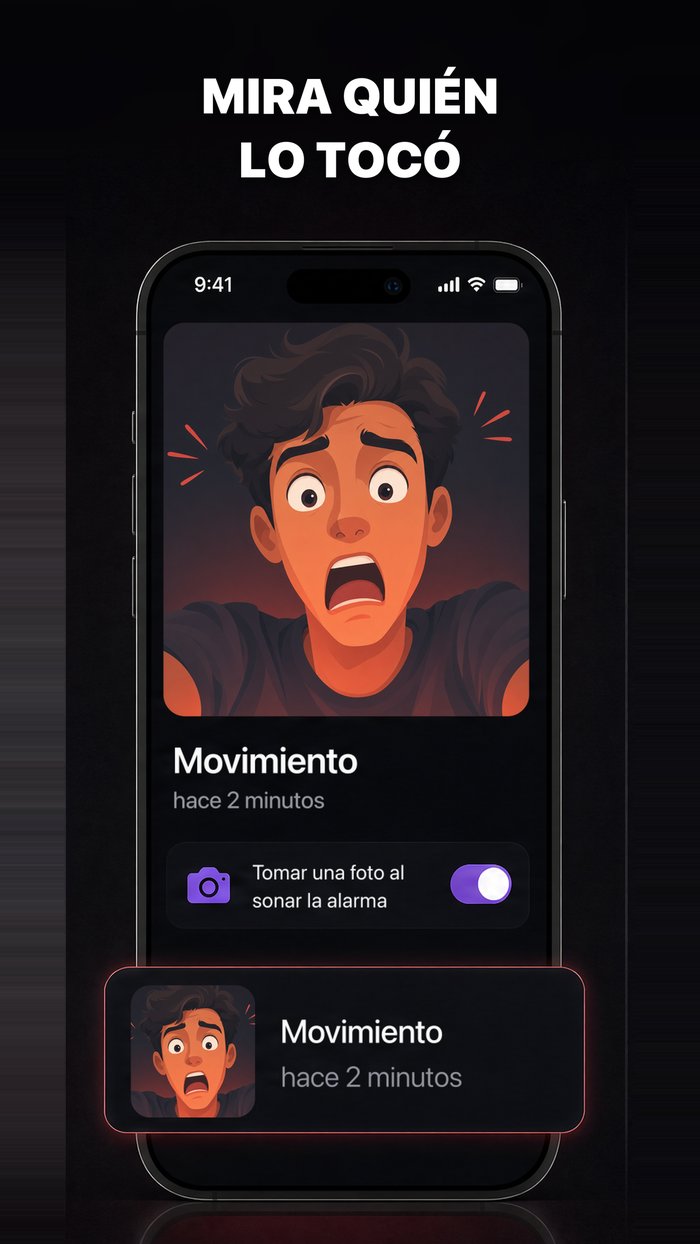 MIRA QUIÉN
LO TOCÓ
9:41
Movimiento
hace 2 minutos
Tomar una foto al
sonar la alarma
Movimiento
hace 2 minutos